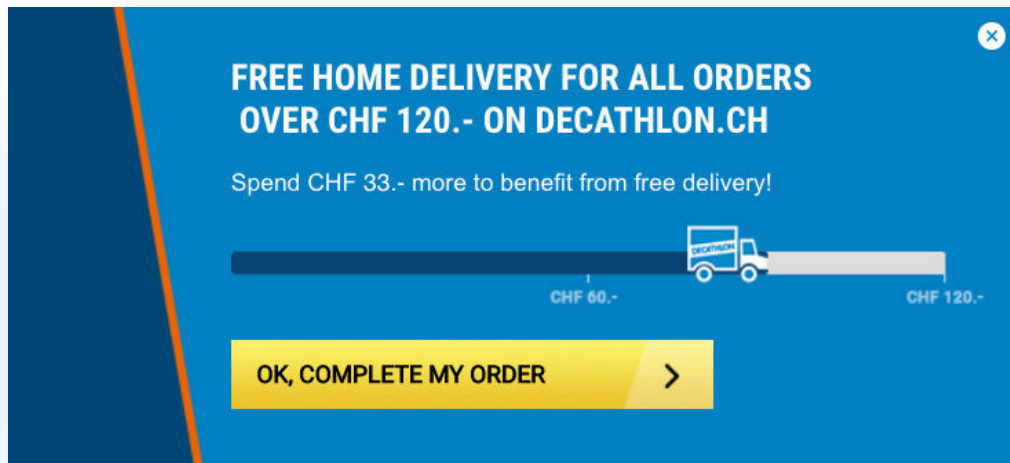 FREE HOME DELIVERY FOR ALL ORDERS
OVER CHF 120.- ON DECATHLON.CH
Spend CHF 33.- more to benefit from free delivery!
DECATHLON
CHF 60.-
CHF 120.-
OK, COMPLETE MY ORDER